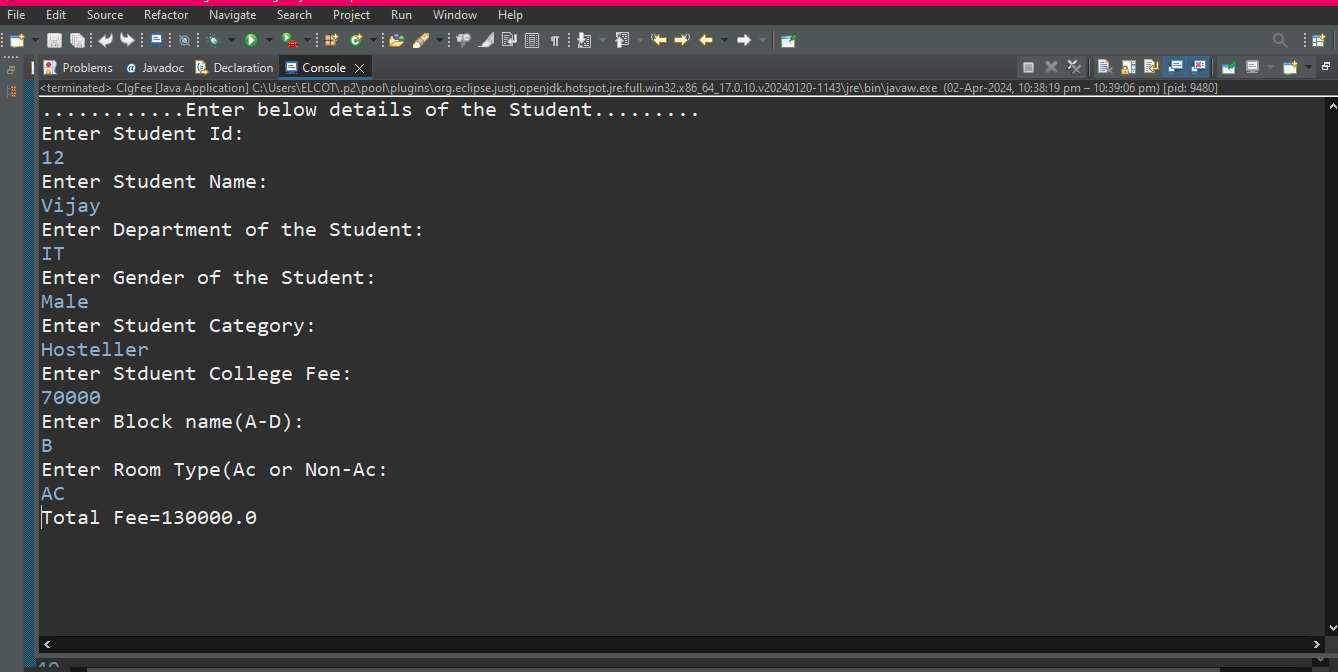 File Edit Source Refactor Navigate Search Project Run Window Help
Problems Javadoc Declaration Console
<terminated> ClgFee [Java Application] C:\Users\ELCOT\.p2\pool\plugins\org.eclipse.justj.openjdk.hotspot.jre.full.win32.x86_64_17.0.10.v20240120-1143\jre\bin\javaw.exe (02-Apr-2024, 10:38:19 pm – 10:39:06 pm) [pid: 9480]
............Enter below details of the Student.........
Enter Student Id:
12
Enter Student Name:
Vijay
Enter Department of the Student:
IT
Enter Gender of the Student:
Male
Enter Student Category:
Hosteller
Enter Stduent College Fee:
70000
Enter Block name(A-D):
B
Enter Room Type(Ac or Non-Ac:
AC
Total Fee=130000.0